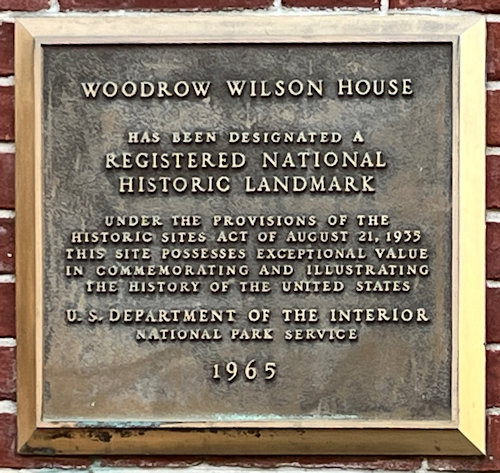 WOODROW WILSON HOUSE
HAS BEEN DESIGNATED A
REGISTERED NATIONAL
HISTORIC LANDMARK
UNDER THE PROVISIONS OF THE
HISTORIC SITES ACT OF AUGUST 21, 1935
THIS SITE POSSESSES EXCEPTIONAL VALUE
IN COMMEMORATING AND ILLUSTRATING
THE HISTORY OF THE UNITED STATES
U.S. DEPARTMENT OF THE INTERIOR
NATIONAL PARK SERVICE
1965